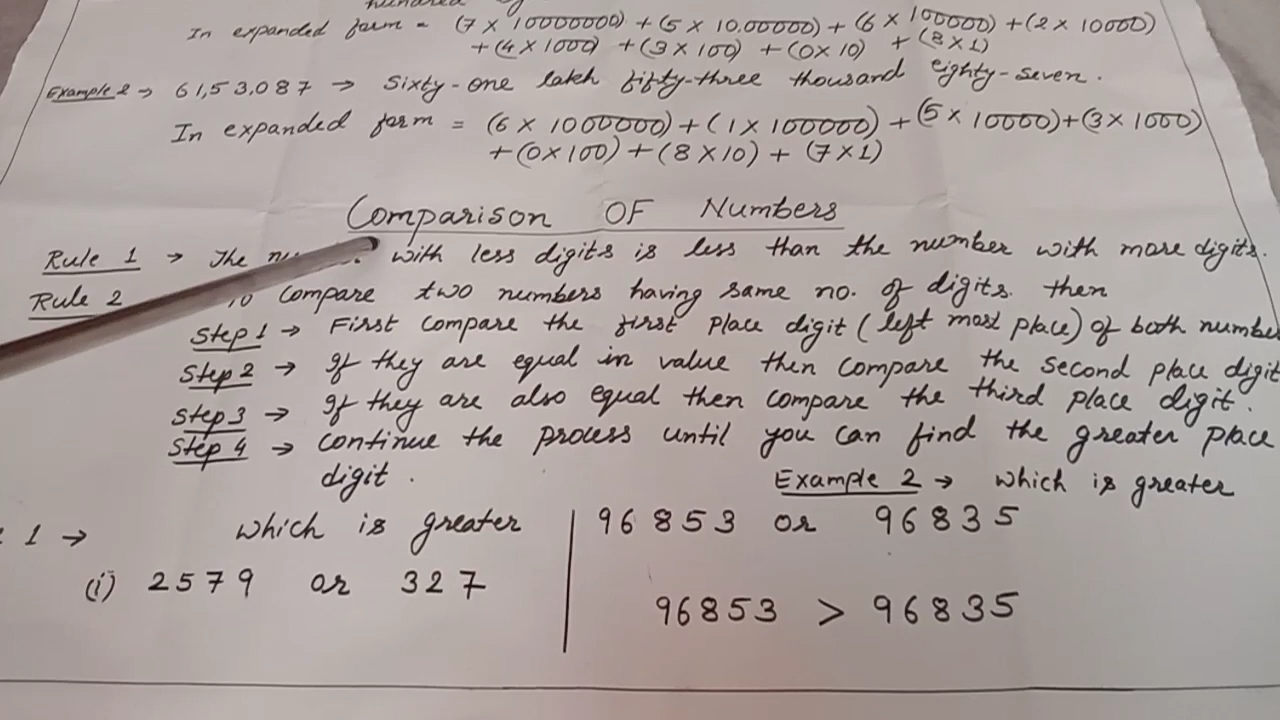 In expanded form = (7 × 10000000) + (5 × 10,00000) + (6 × 100000) + (2 × 10000)
+ (4 × 1000) + (3 × 100) + (0 × 10) + (8 × 1)
Example 2 → 61,53,087 → Sixty-one lakh fifty-three thousand eighty-seven.
In expanded form = (6 × 1000000) + (1 × 100000) + (5 × 10000) + (3 × 1000)
+ (0 × 100) + (8 × 10) + (7 × 1)
Comparison OF Numbers
Rule 1 → The with less digits is less than the number with more digits.
Rule 2 To compare two numbers having same no. of digits. then
Step 1 → First compare the first place digit (left most place) of both
Step 2 → If they are equal in value then compare the second place digit
Step 3 → If they are also equal then compare the third place digit.
Step 4 → continue the process until you can find the greater place
digit.
Example 2 → which is greater
1 → which is greater
96853 or 96835
(i) 2579 or 327
96853 > 96835